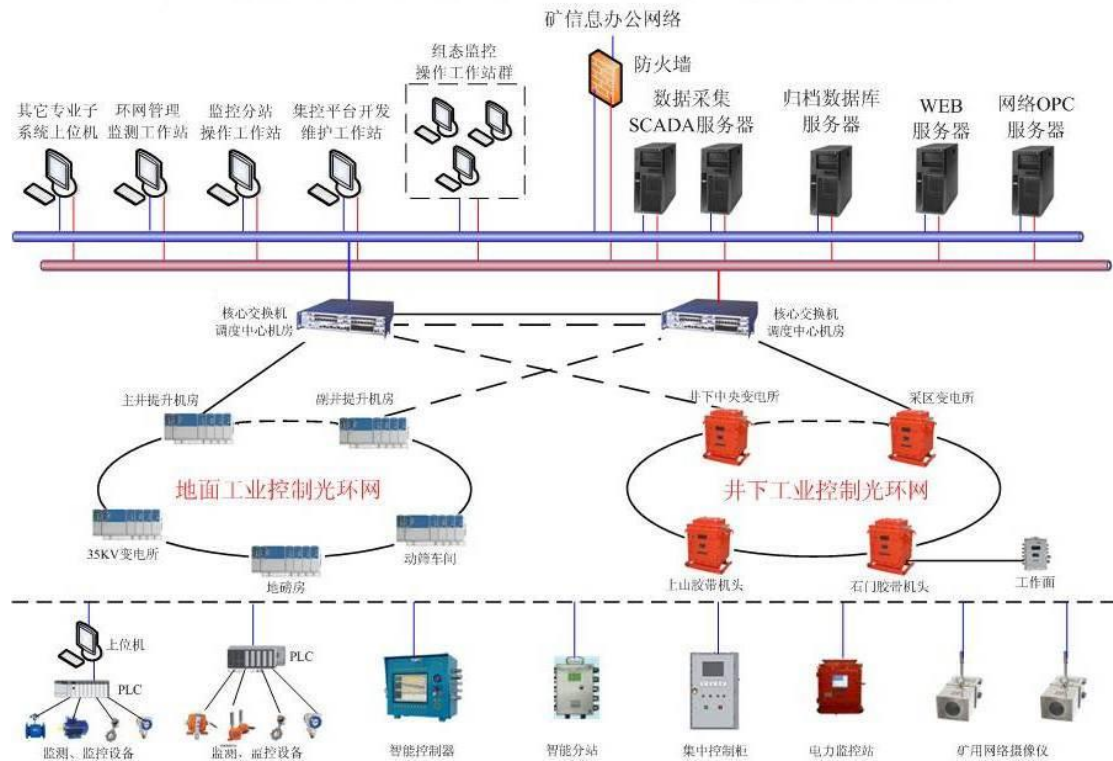 矿信息办公网络
组态监控
操作工作站群
防火墙
其它专业子
系统上位机
环网管理
监测工作站
监控分站
操作工作站
集控平台开发
维护工作站
数据采集
SCADA服务器
归档数据库
服务器
WEB
服务器
网络OPC
服务器
核心交换机
调度中心机房
核心交换机
调度中心机房
主井提升机房
副井提升机房
井下中央变电所
采区变电所
地面工业控制光环网
井下工业控制光环网
35KV变电所
动筛车间
地磅房
上山胶带机头
石门胶带机头
工作面
上位机
PLC
PLC
监测、监控设备
监测、监控设备
智能控制器
智能分站
集中控制柜
电力监控站
矿用网络摄像仪